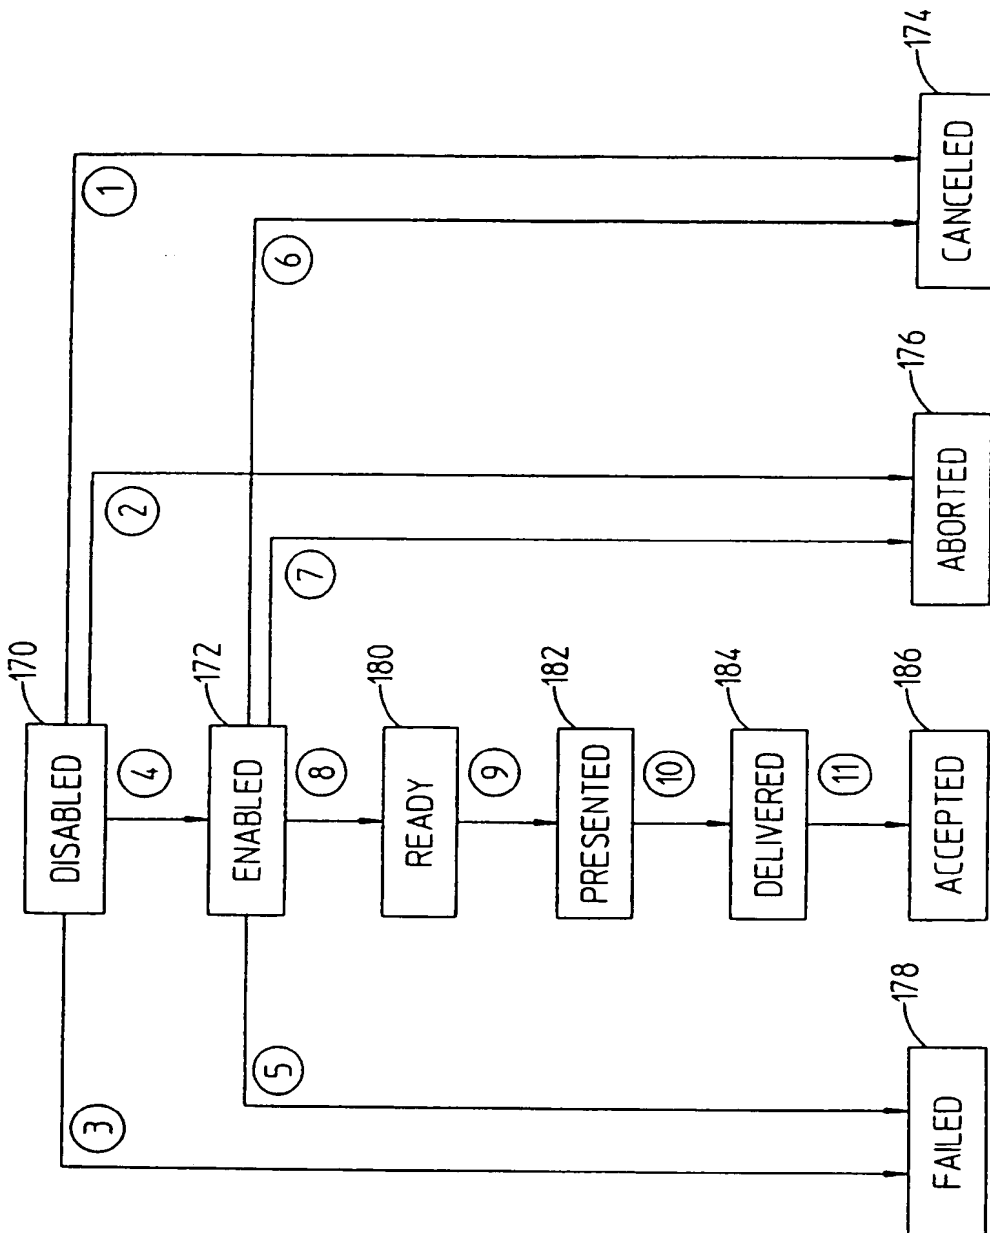 170
DISABLED
1
2
3
4
172
ENABLED
5
6
7
8
180
READY
9
182
PRESENTED
10
184
DELIVERED
11
178
FAILED
186
ACCEPTED
176
ABORTED
174
CANCELED